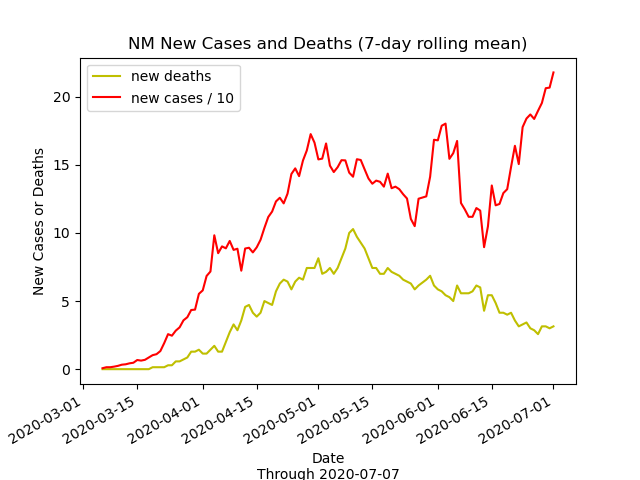 NM New Cases and Deaths (7-day rolling mean)
new deaths
new cases / 10
New Cases or Deaths
20
15
10
5
0
2020-03-01
2020-03-15
2020-04-01
2020-04-15
2020-05-01
2020-05-15
2020-06-01
2020-06-15
2020-07-01
Date
Through 2020-07-07